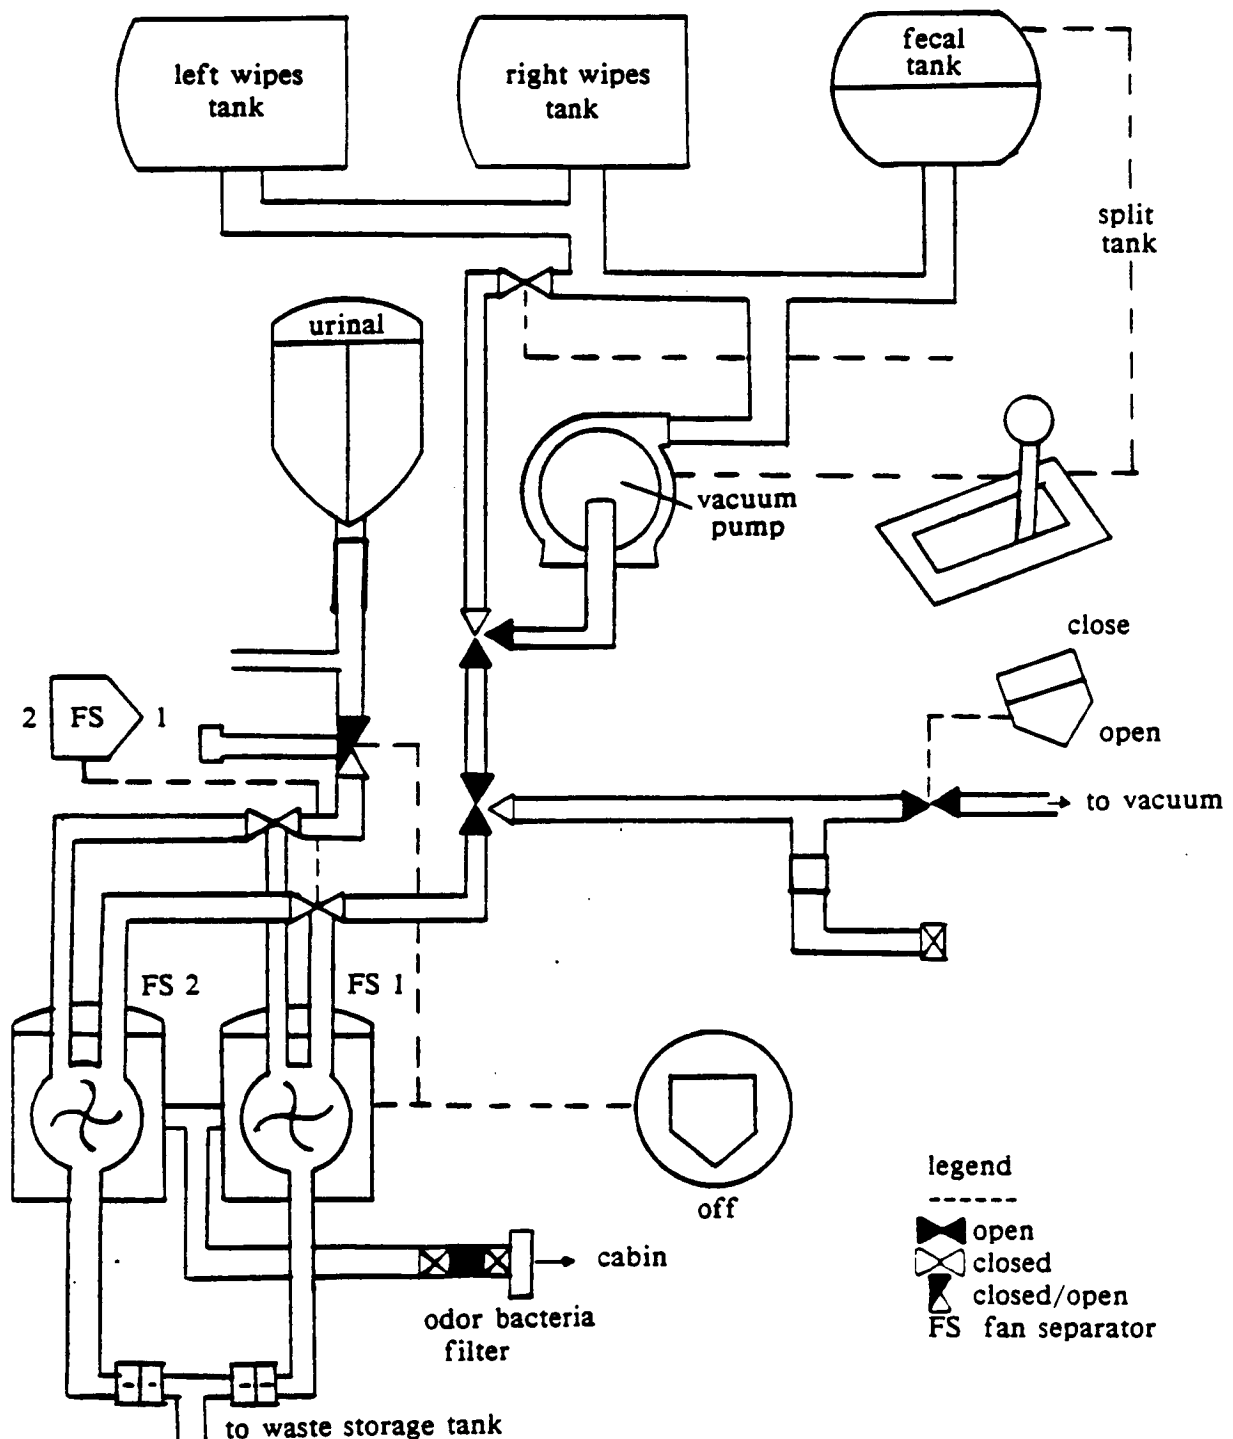 left wipes
tank
right wipes
tank
fecal
tank
split
tank
urinal
vacuum
pump
close
open
2 FS 1
to vacuum
FS 2
FS 1
off
legend
open
closed
closed/open
FS fan separator
cabin
odor bacteria
filter
to waste storage tank